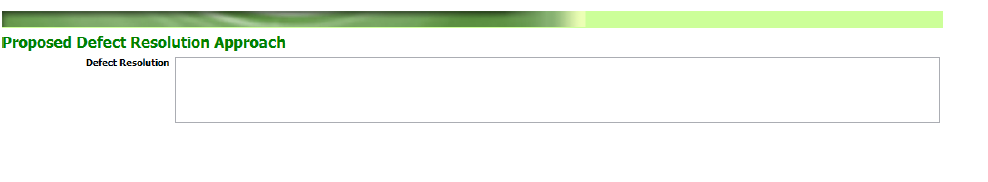 Proposed Defect Resolution Approach
Defect Resolution